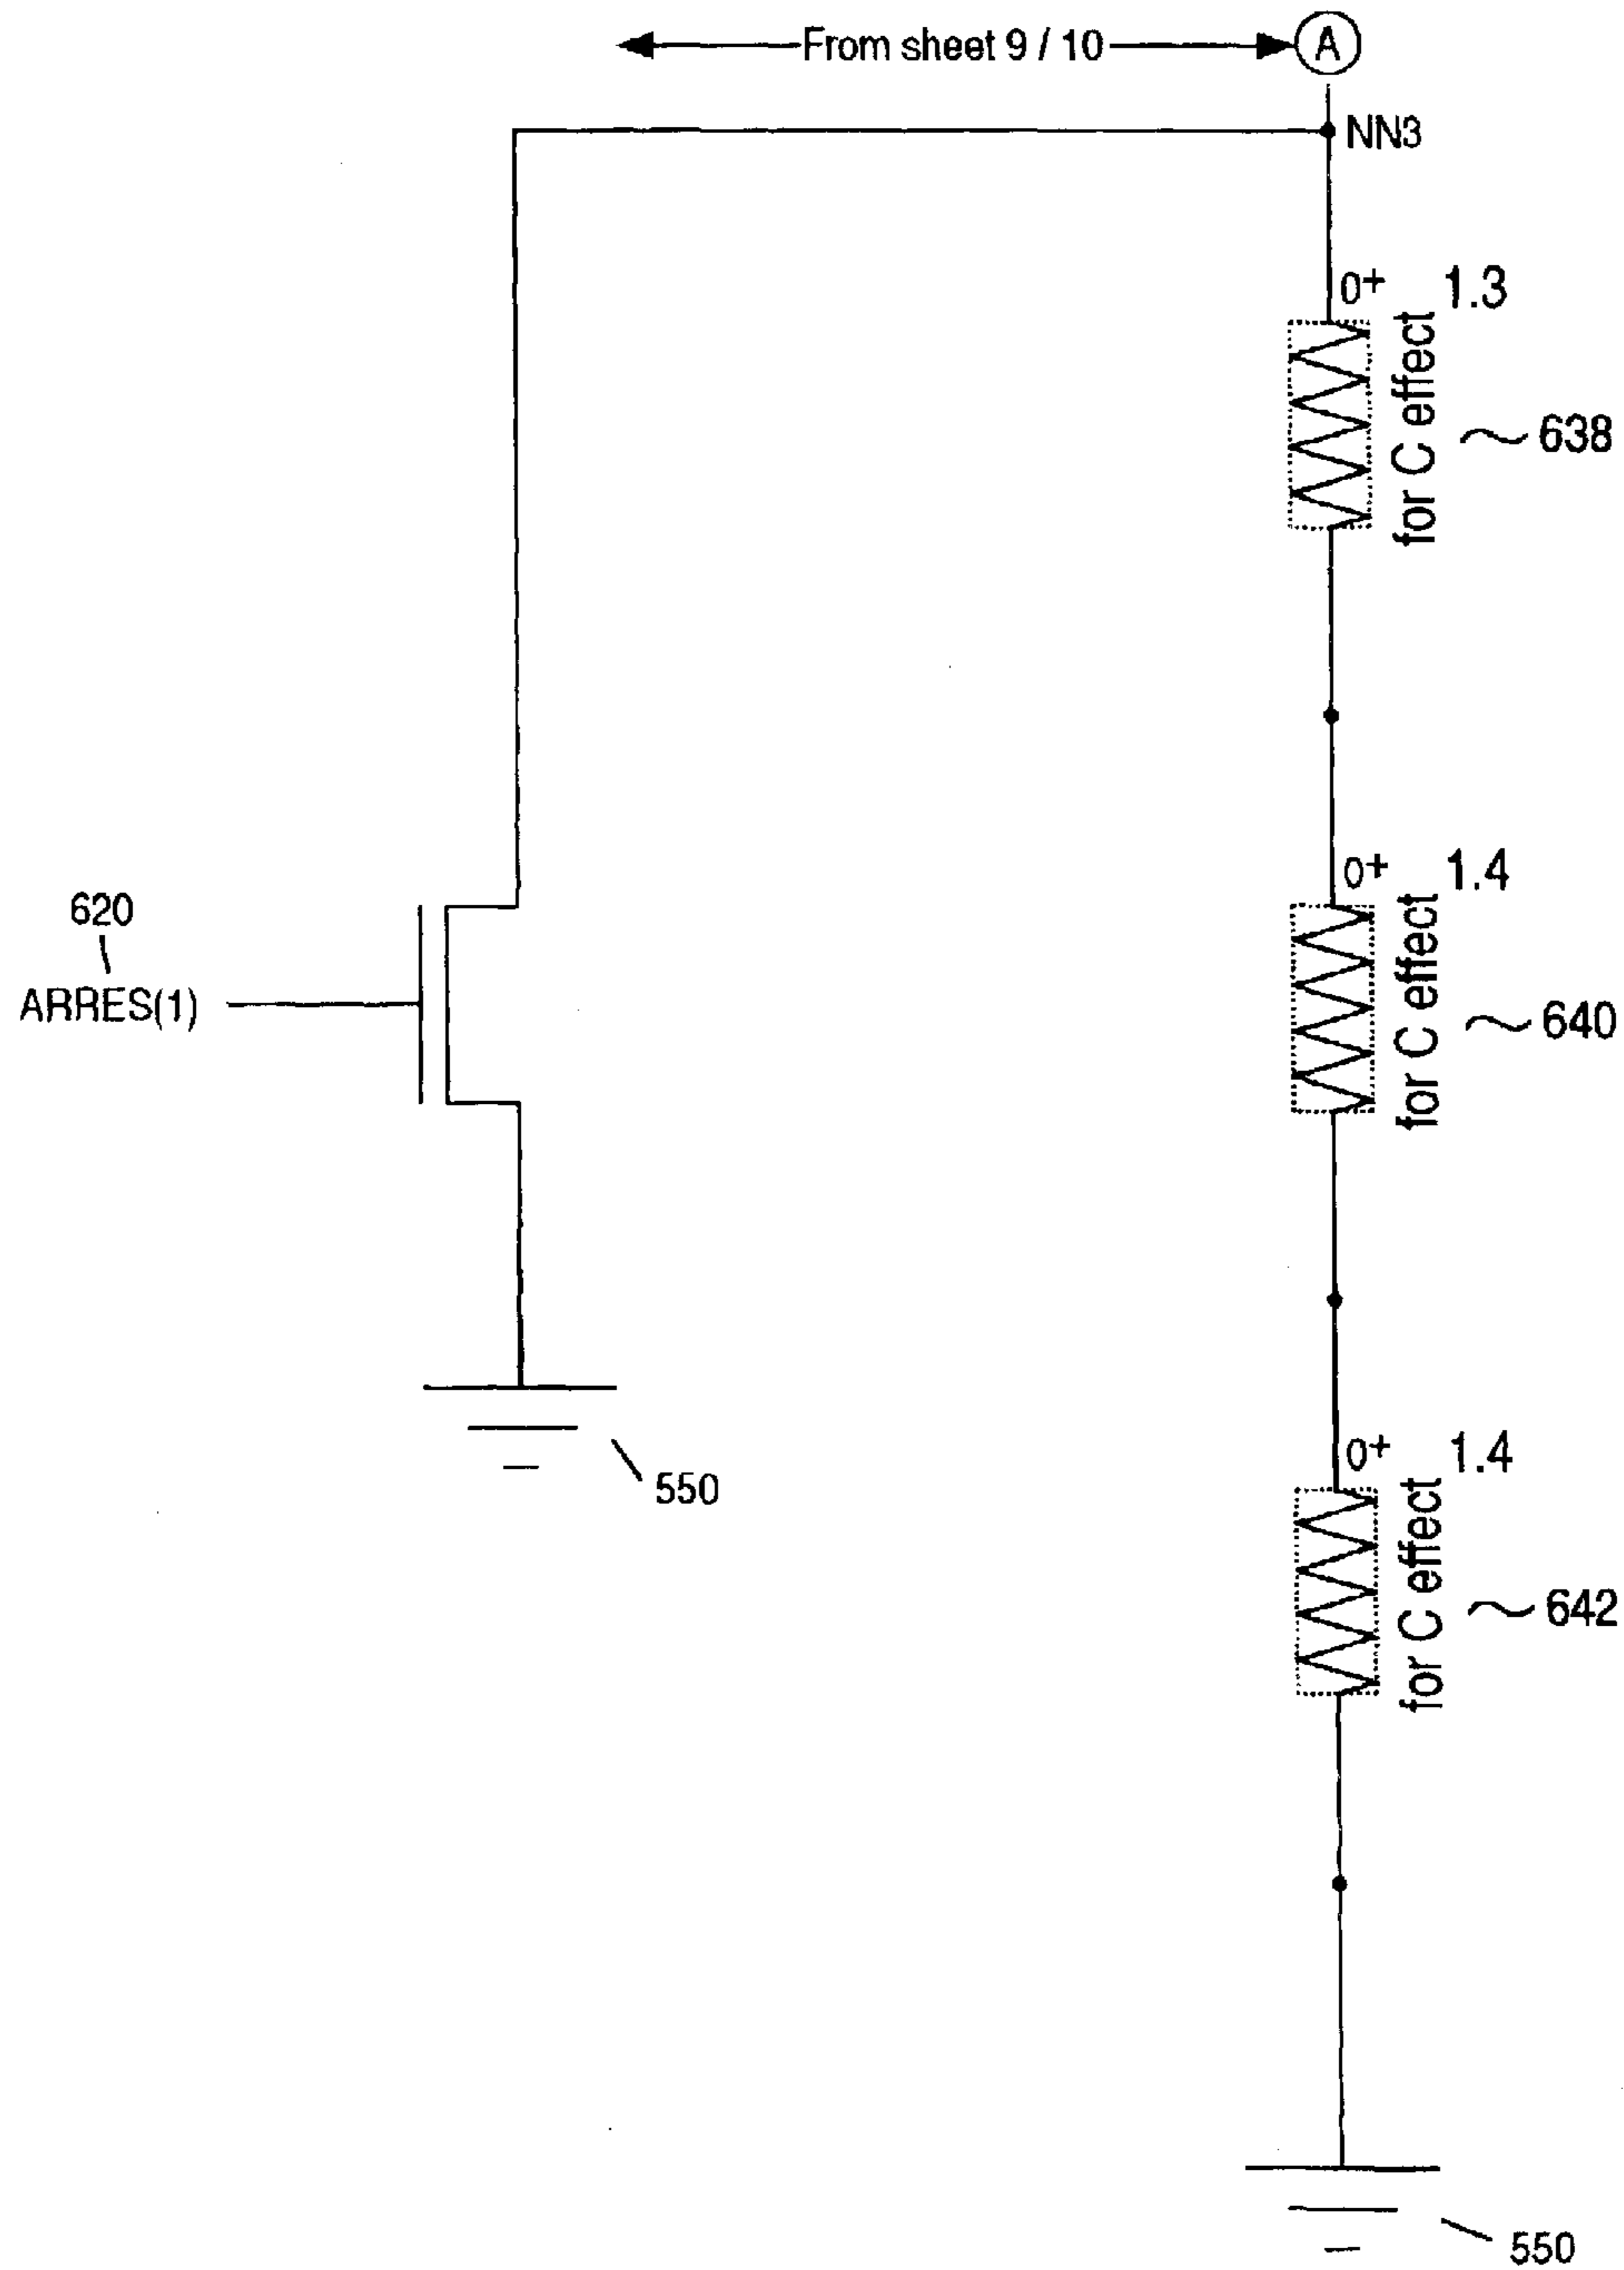 From sheet 9 / 10
A
NN3
0+ 1.3
for C effect
638
0+ 1.4
for C effect
640
620
ARRES(1)
0+ 1.4
for C effect
642
550
550